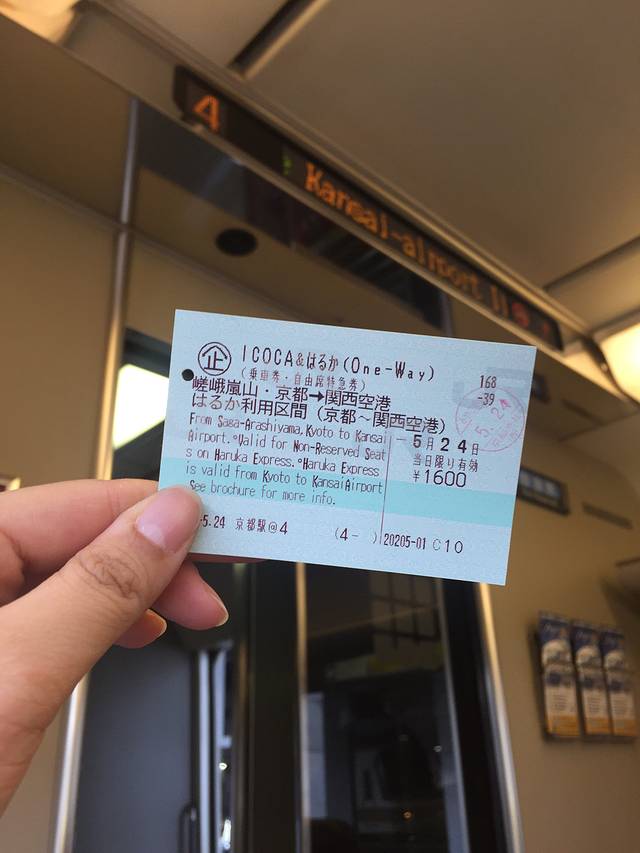 4
Kansai-airport
企 ICOCA&はるか(One-Way)
(乗車券・自由席特急券)
168
-39
嵯峨嵐山・京都→関西空港
はるか利用区間（京都～関西空港）
From Saga-Arashiyama,Kyoto to Kansai
Airport.°Valid for Non-Reserved Seat
s on Haruka Express.°Haruka Express
is valid from Kyoto to KansaiAirport
See brochure for more info.
-5月24日
当日限り有効
¥1600
5.24
-5.24 京都駅@4 (4- ) 20205-01 C10